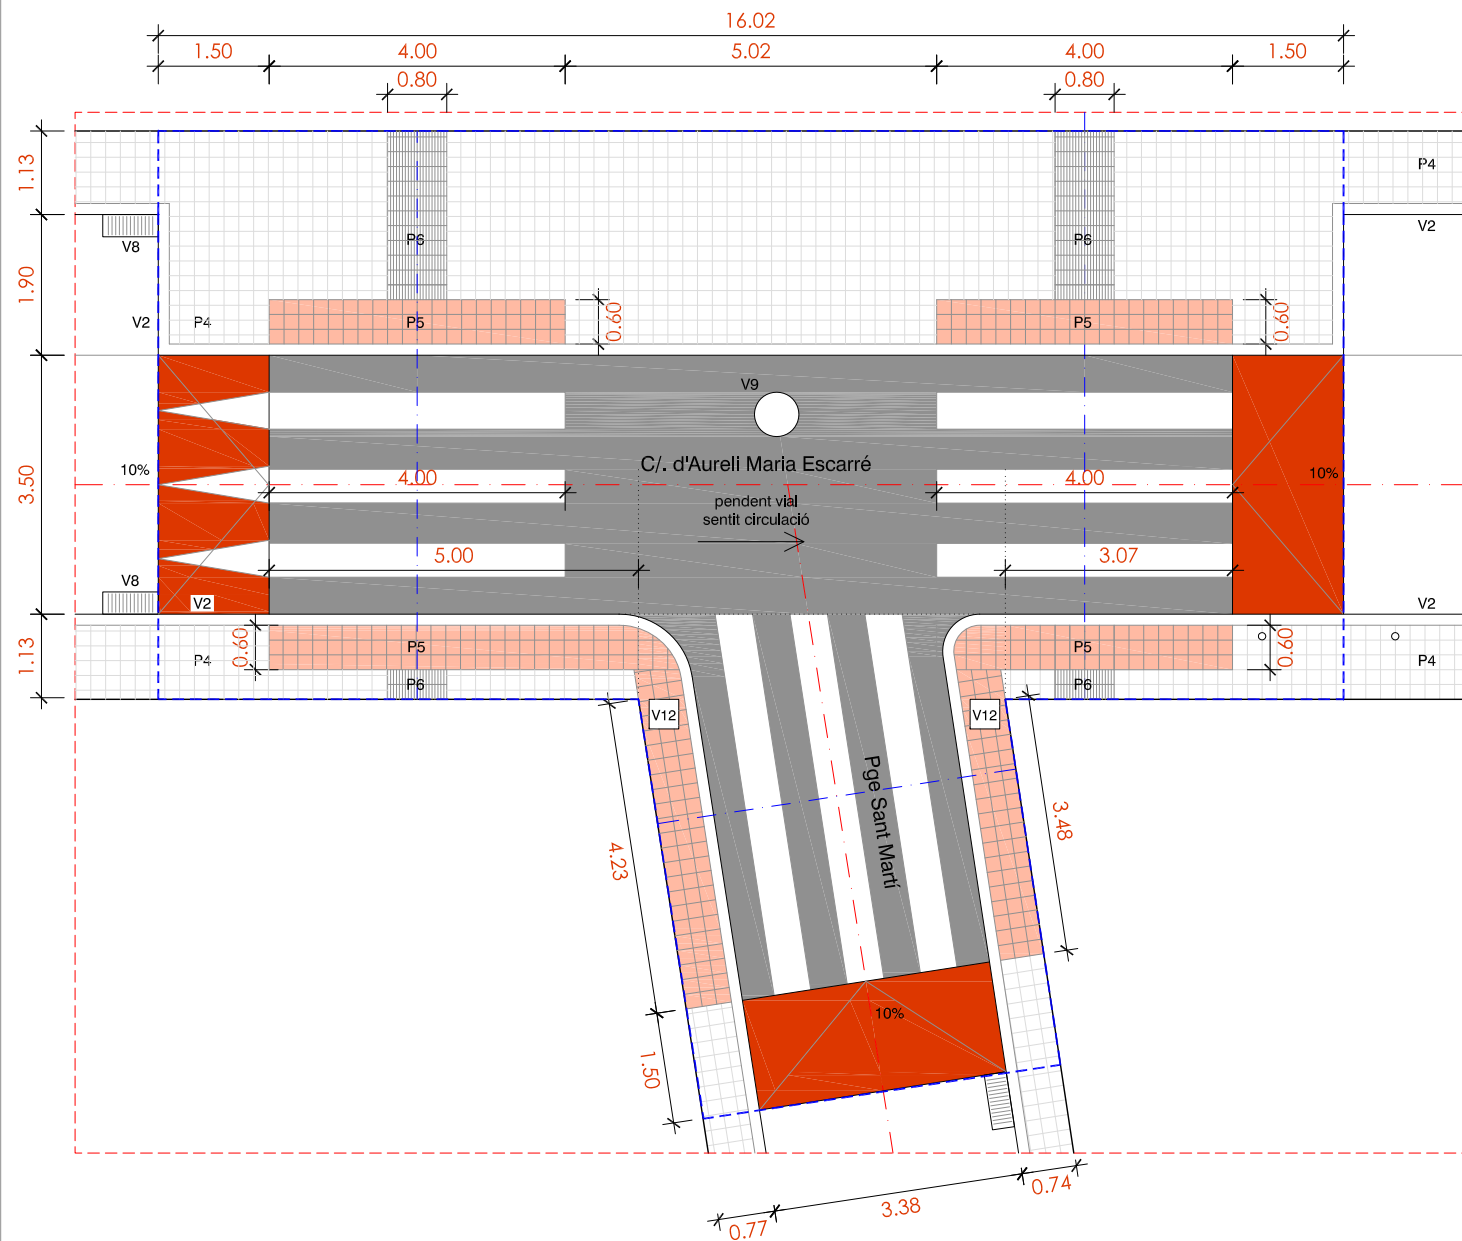 16.02
1.50
4.00
5.02
4.00
1.50
0.80
0.80
1.13
P4
V8
P6
P6
V2
1.90
0.60
0.60
V2
P4
P5
P5
V9
C/. d'Aureli Maria Escarré
10%
3.50
4.00
4.00
10%
pendent vial
sentit circulació
5.00
3.07
V8
V2
V2
1.13
P4
0.60
P5
P5
0.60
P4
P6
P6
V12
V12
Pge Sant Martí
3.48
4.23
10%
1.50
0.74
3.38
0.77